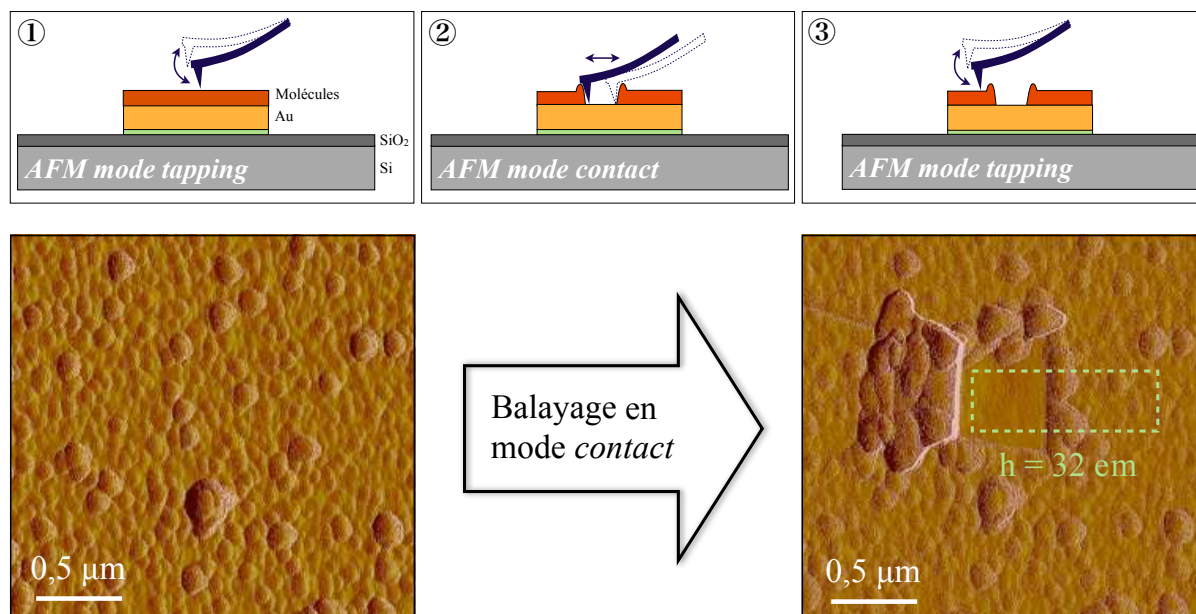 ①
Molécules
Au
SiO₂
Si
AFM mode tapping
②
AFM mode contact
③
AFM mode tapping
Balayage en
mode contact
h = 32 em
0,5 μm
0,5 μm